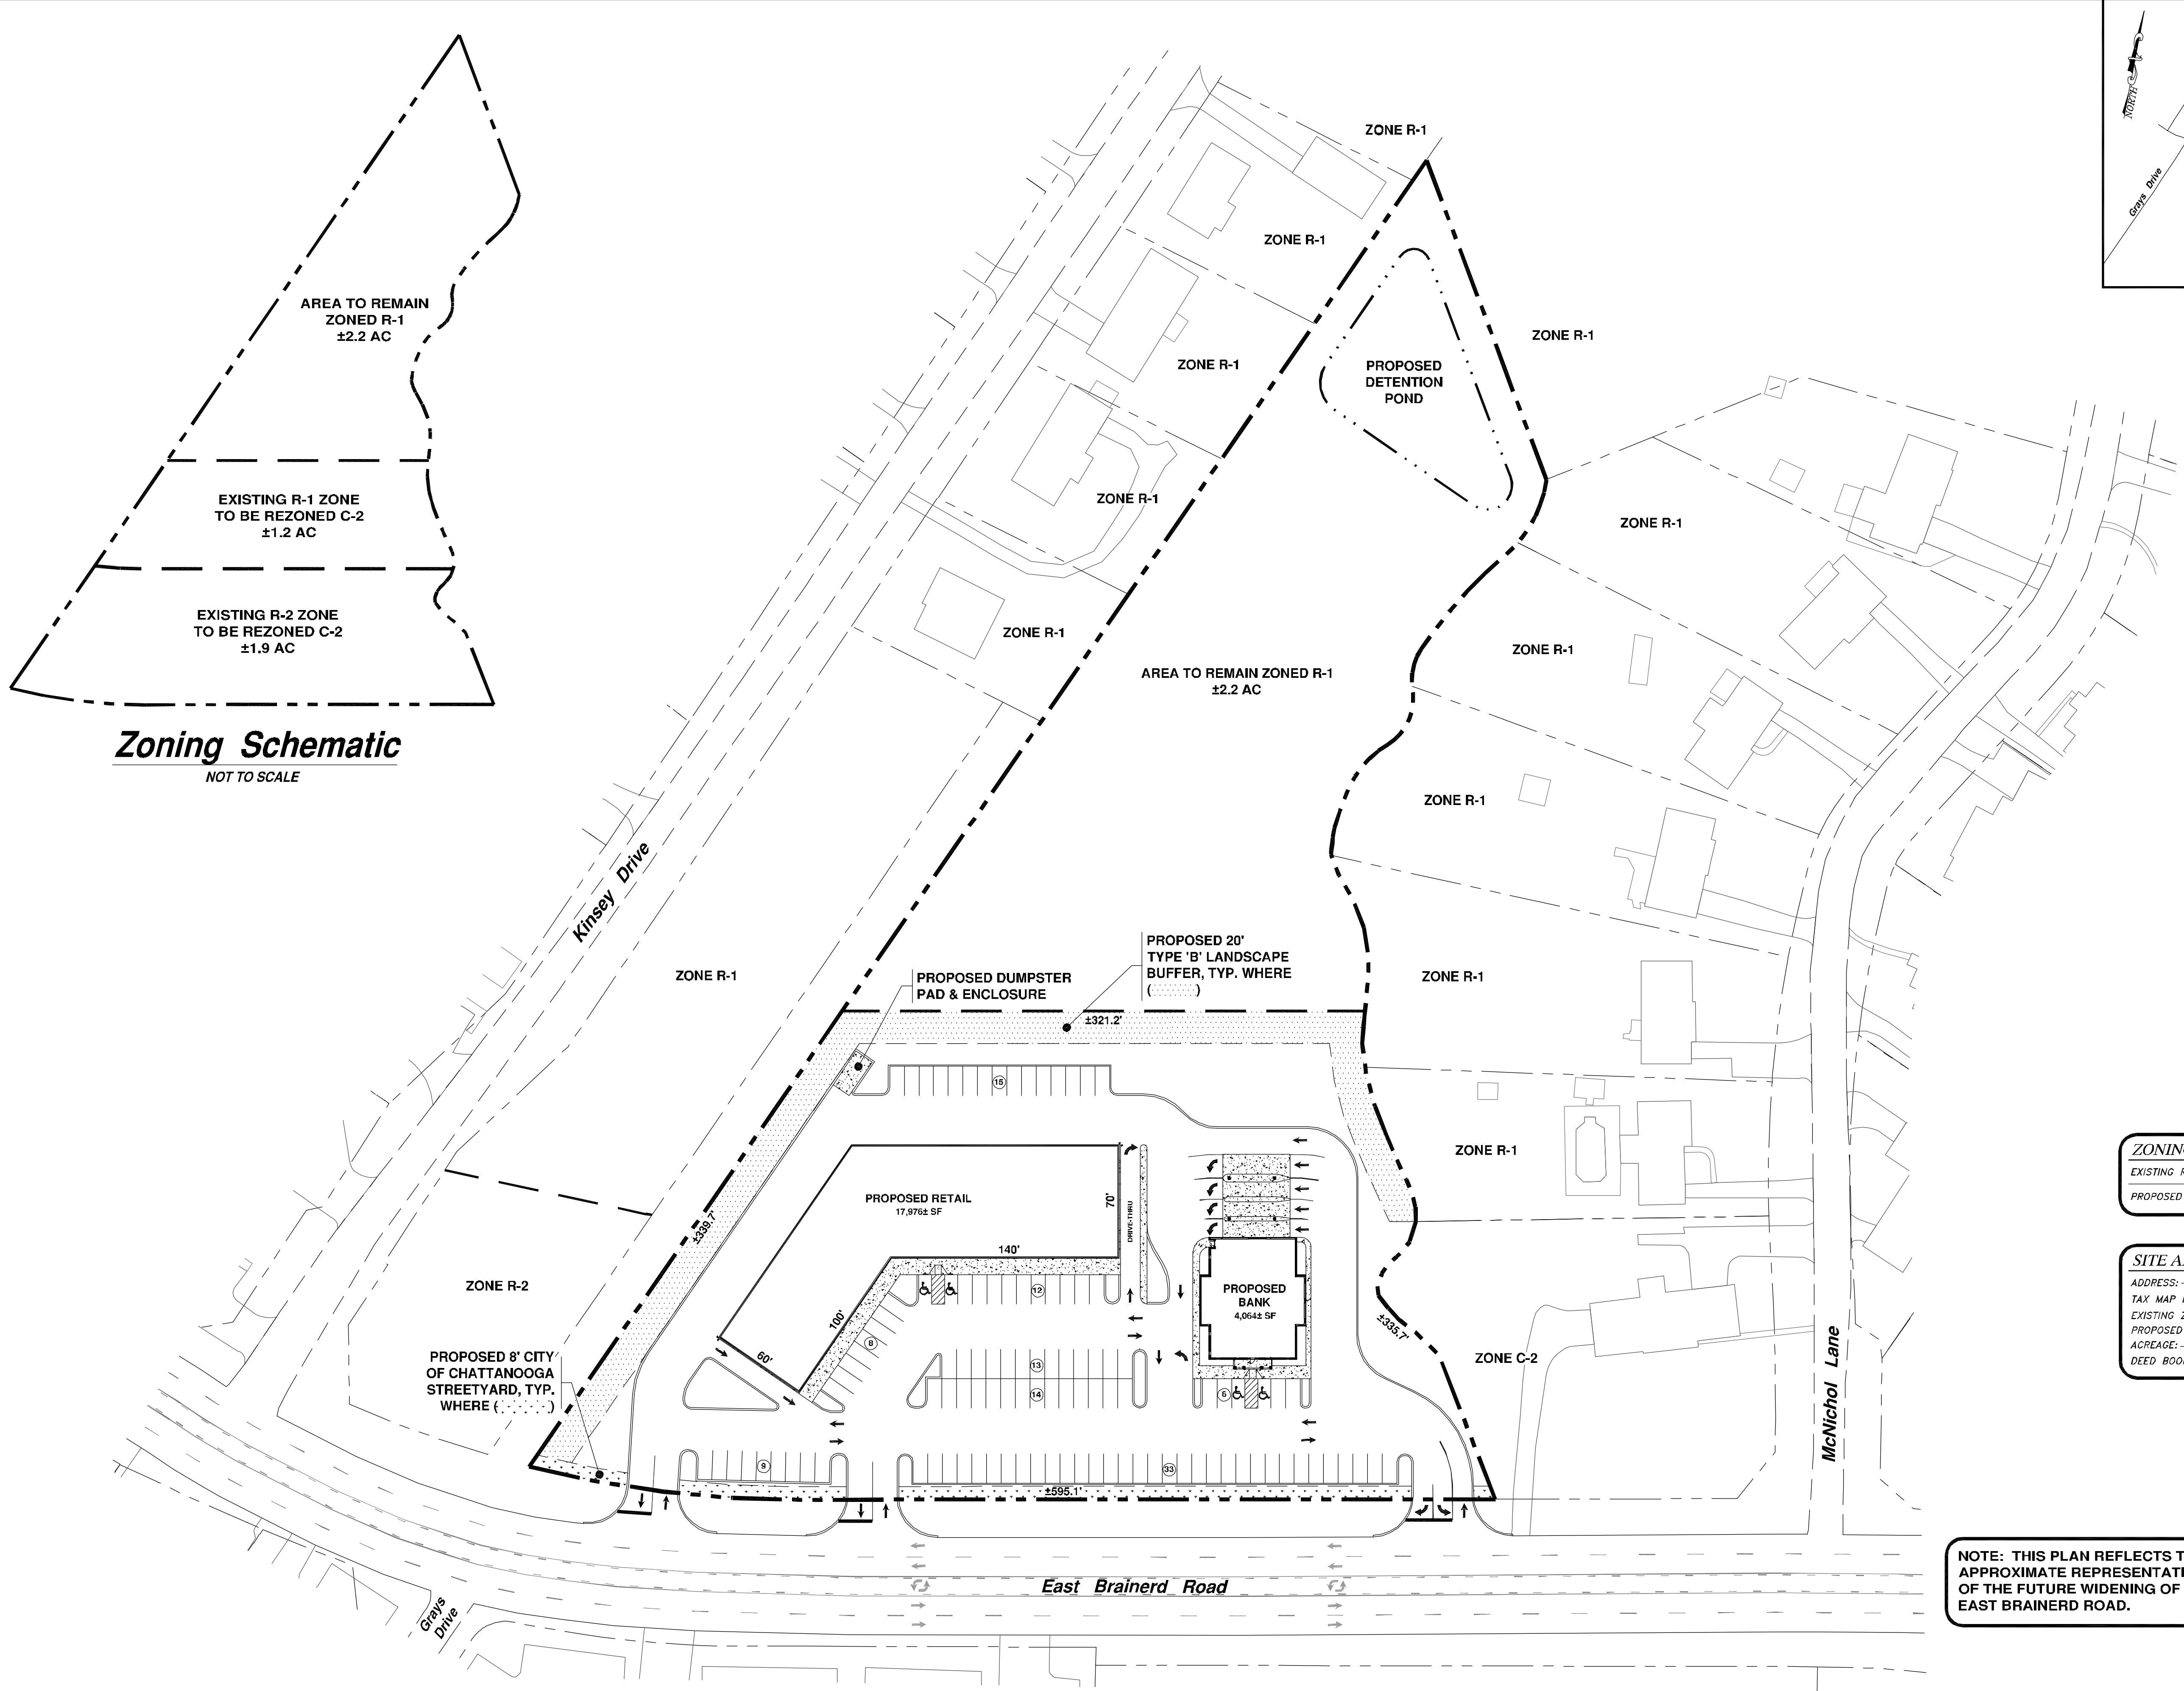 AREA TO REMAIN
ZONED R-1
±2.2 AC
EXISTING R-1 ZONE
TO BE REZONED C-2
±1.2 AC
EXISTING R-2 ZONE
TO BE REZONED C-2
±1.9 AC
Zoning Schematic
NOT TO SCALE
NORTH
Grays Drive
ZONE R-1
ZONE R-1
ZONE R-1
ZONE R-1
ZONE R-1
ZONE R-1
PROPOSED
DETENTION
POND
ZONE R-1
ZONE R-1
ZONE R-1
ZONE R-1
ZONE R-1
ZONE R-1
AREA TO REMAIN ZONED R-1
±2.2 AC
Kinsey Drive
ZONE R-1
PROPOSED DUMPSTER
PAD & ENCLOSURE
PROPOSED 20'
TYPE 'B' LANDSCAPE
BUFFER, TYP. WHERE
( )
±321.2'
15
PROPOSED RETAIL
17,976± SF
70'
DRIVE-THRU
140'
100'
60'
±339.7'
12
8
13
14
PROPOSED
BANK
4,064± SF
6
±335.7'
ZONE R-2
ZONE C-2
McNichol Lane
PROPOSED 8' CITY
OF CHATTANOOGA
STREETYARD, TYP.
WHERE ( )
9
33
±595.1'
East Brainerd Road
Grays
Drive
ZONIN
EXISTING
PROPOSED
SITE A
ADDRESS:
TAX MAP
EXISTING
PROPOSED
ACREAGE:
DEED BOO
NOTE: THIS PLAN REFLECTS T
APPROXIMATE REPRESENTATI
OF THE FUTURE WIDENING OF
EAST BRAINERD ROAD.